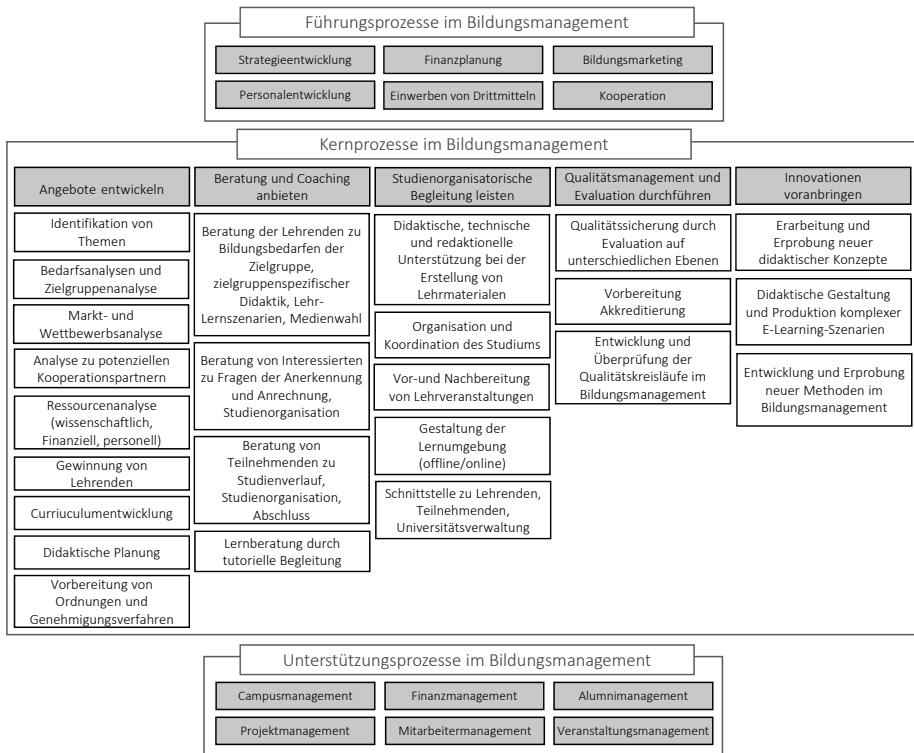 Führungsprozesse im Bildungsmanagement
Strategieentwicklung
Finanzplanung
Bildungsmarketing
Personalentwicklung
Einwerben von Drittmitteln
Kooperation
Kernprozesse im Bildungsmanagement
Angebote entwickeln
Identifikation von
Themen
Bedarfsanalysen und
Zielgruppenanalyse
Markt- und
Wettbewerbsanalyse
Analyse zu potenziellen
Kooperationspartnern
Ressourcenanalyse
(wissenschaftlich,
Finanziell, personell)
Gewinnung von
Lehrenden
Curriuculumentwicklung
Didaktische Planung
Vorbereitung von
Ordnungen und
Genehmigungsverfahren
Beratung und Coaching
anbieten
Beratung der Lehrenden zu
Bildungsbedarfen der
Zielgruppe,
zielgruppenspezifischer
Didaktik, Lehr-
Lernszenarien, Medienwahl
Beratung von Interessierten
zu Fragen der Anerkennung
und Anrechnung,
Studienorganisation
Beratung von
Teilnehmenden zu
Studienverlauf,
Studienorganisation,
Abschluss
Lernberatung durch
tutorielle Begleitung
Studienorganisatorische
Begleitung leisten
Didaktische, technische
und redaktionelle
Unterstützung bei der
Erstellung von
Lehrmaterialen
Organisation und
Koordination des Studiums
Vor-und Nachbereitung
von Lehrveranstaltungen
Gestaltung der
Lernumgebung
(offline/online)
Schnittstelle zu Lehrenden,
Teilnehmenden,
Universitätsverwaltung
Qualitätsmanagement und
Evaluation durchführen
Qualitätssicherung durch
Evaluation auf
unterschiedlichen Ebenen
Vorbereitung
Akkreditierung
Entwicklung und
Überprüfung der
Qualitätskreisläufe im
Bildungsmanagement
Innovationen
voranbringen
Erarbeitung und
Erprobung neuer
didaktischer Konzepte
Didaktische Gestaltung
und Produktion komplexer
E-Learning-Szenarien
Entwicklung und Erprobung
neuer Methoden im
Bildungsmanagement
Unterstützungsprozesse im Bildungsmanagement
Campusmanagement
Finanzmanagement
Alumnimanagement
Projektmanagement
Mitarbeitermanagement
Veranstaltungsmanagement